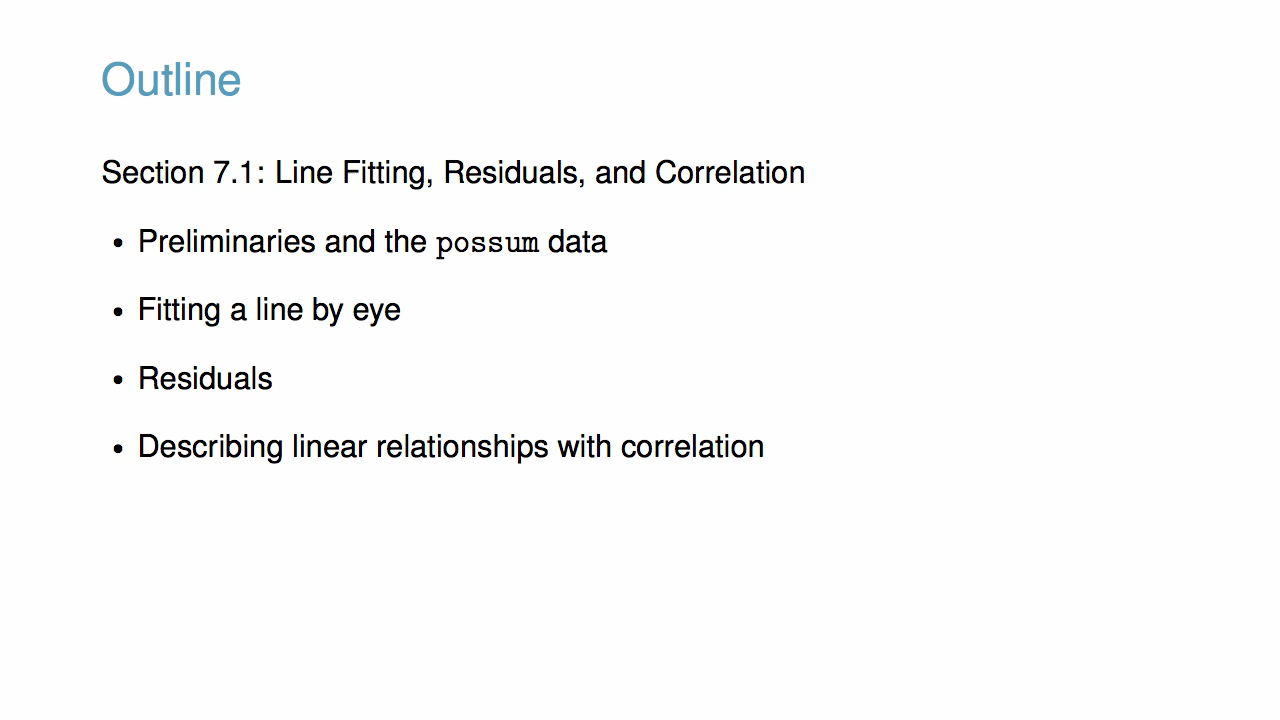 Outline
Section 7.1: Line Fitting, Residuals, and Correlation
• Preliminaries and the possum data
• Fitting a line by eye
• Residuals
• Describing linear relationships with correlation